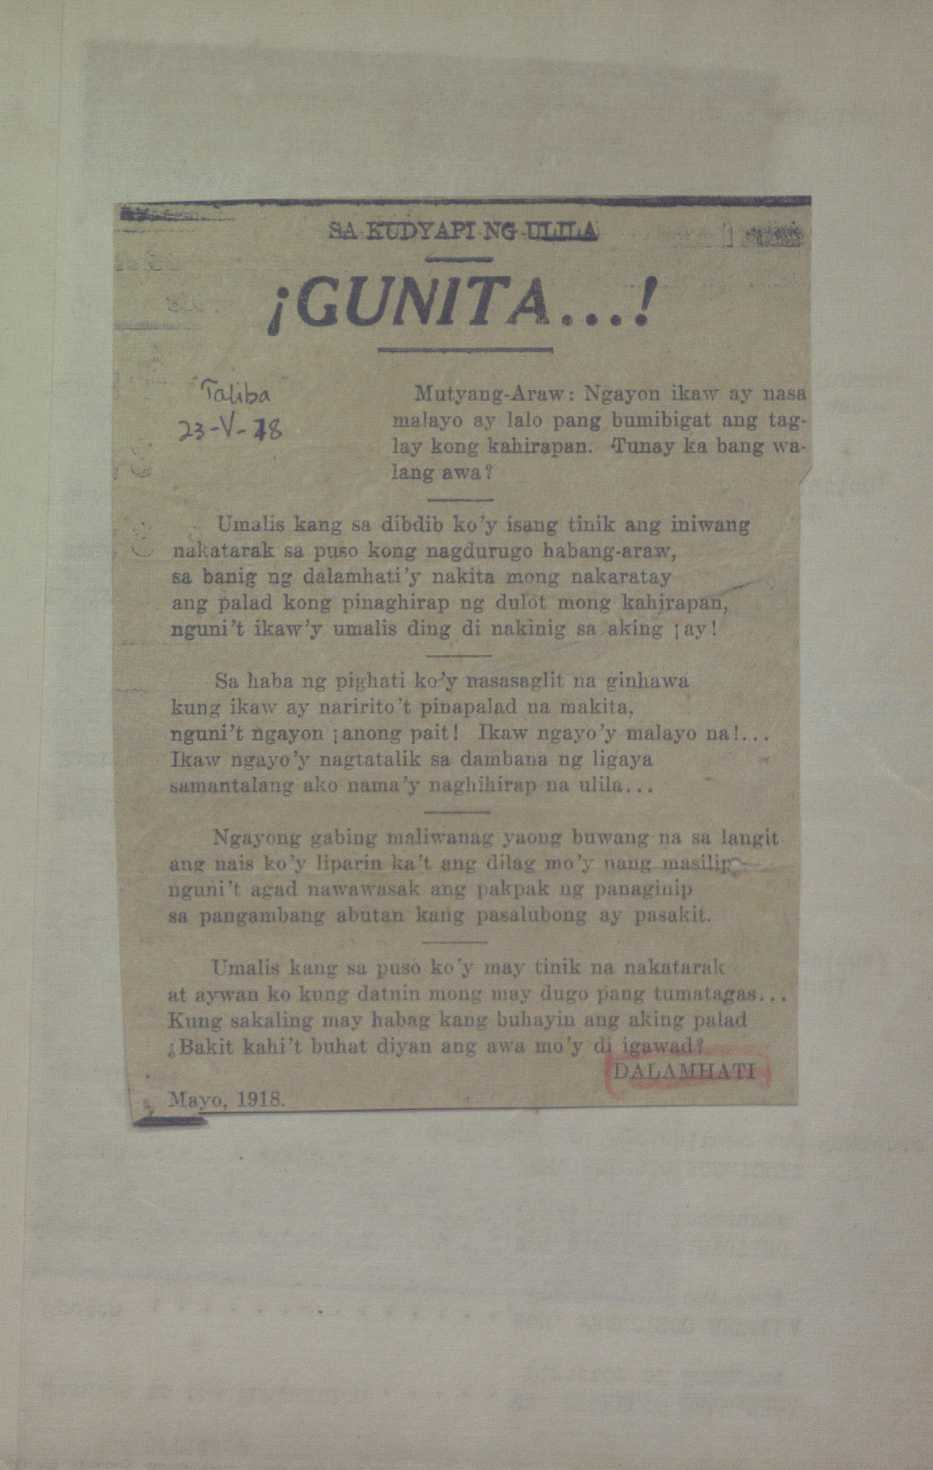 SA KUDYAPI NG ULILA
¡GUNITA...!
Taliba
23-V-18
Mutyang-Araw: Ngayon ikaw ay nasa
malayo ay lalo pang bumibigat ang tag-
lay kong kahirapan. Tunay ka bang wa-
lang awa?
Umalis kang sa dibdib ko'y isang tinik ang iniwang
nakatarak sa puso kong nagdurugo habang-araw,
sa banig ng dalamhati'y nakita mong nakaratay
ang palad kong pinaghirap ng dulot mong kahirapan,
nguni't ikaw'y umalis ding di nakinig sa aking ¡ay!
Sa haba ng pighati ko'y nasasaglit na ginhawa
kung ikaw ay naririto't pinapalad na makita,
nguni't ngayon ¡anong pait! Ikaw ngayo'y malayo na!...
Ikaw ngayo'y nagtatalik sa dambana ng ligaya
samantalang ako nama'y naghihirap na ulila...
Ngayong gabing maliwanag yaong buwang na sa langit
ang nais ko'y liparin ka't ang dilag mo'y nang masilip
nguni't agad nawawasak ang pakpak ng panaginip
sa pangambang abutan kang pasalubong ay pasakit.
Umalis kang sa puso ko'y may tinik na nakatarak
at aywan ko kung datnin mong may dugo pang tumatagas...
Kung sakaling may habag kang buhayin ang aking palad
¿Bakit kahi't buhat diyan ang awa mo'y di igawad?
DALAMHATI
Mayo, 1918.